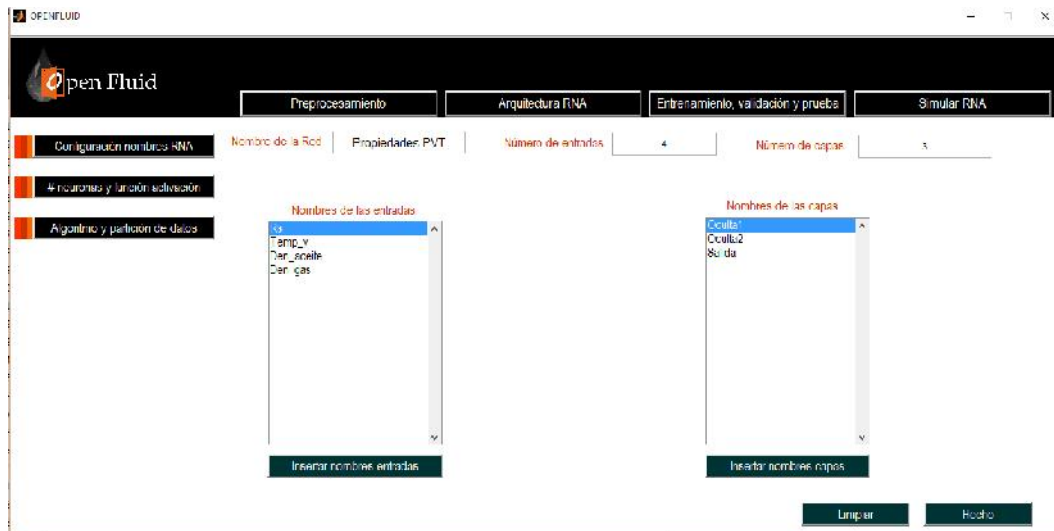 OPENFLUID
Open Fluid
Preprocesamiento
Arquitectura RNA
Entrenamiento, validación y prueba
Simular RNA
Configuración nombres RNA
Nombre de la Red
Propiedades PVT
Número de entradas
4
Número de capas
3
# neuronas y función activación
Algoritmo y partición de datos
Nombres de las entradas
Rs
Temp_y
Den_aceite
Den_gas
Nombres de las capas
Oculta1
Oculta2
Salida
Insertar nombres entradas
Insertar nombres capas
Limpiar
Hecho